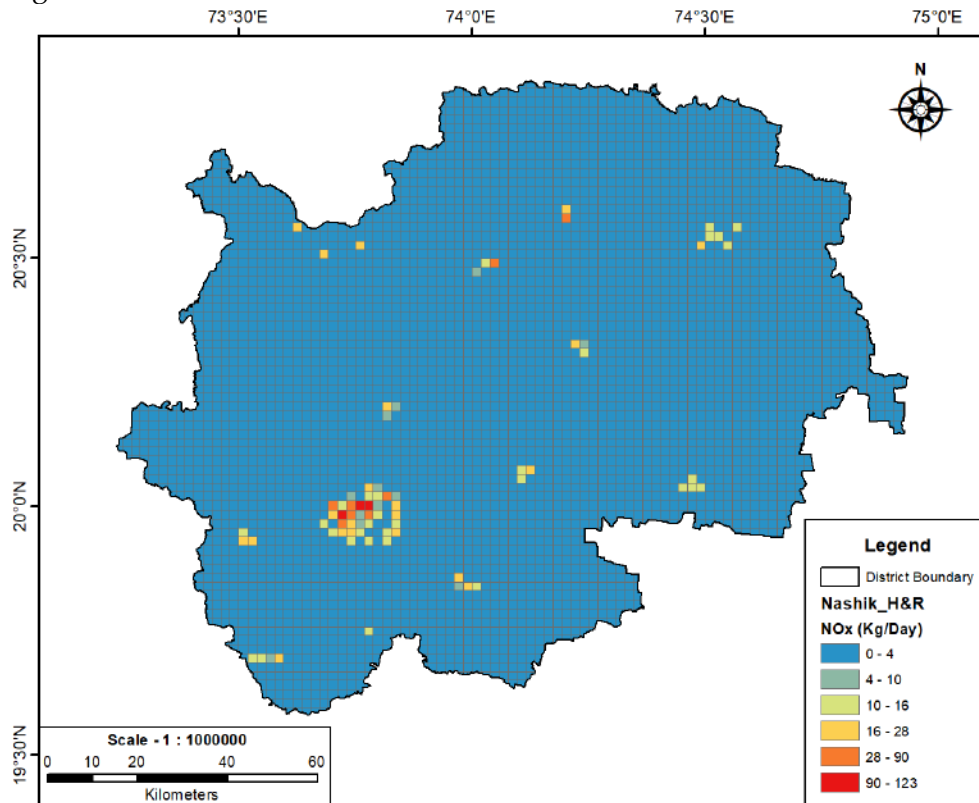 73°30'E 74°0'E 74°30'E 75°0'E
N
20°30'N
20°0'N
19°30'N
Legend
District Boundary
Nashik_H&R
NOx (Kg/Day)
0 - 4
4 - 10
10 - 16
16 - 28
28 - 90
90 - 123
Scale - 1 : 1000000
0 10 20 40 60
Kilometers